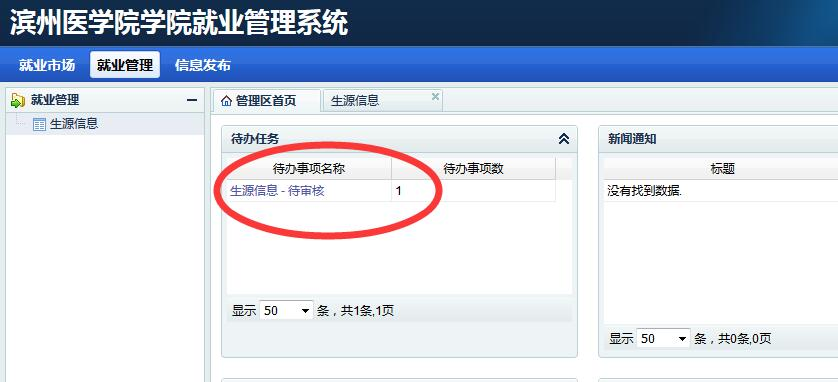 滨州医学院学院就业管理系统
就业市场 就业管理 信息发布
就业管理
生源信息
管理区首页 生源信息
待办任务
待办事项名称 待办事项数
生源信息 - 待审核 1
显示 50 条，共1条,1页
新闻通知
标题
没有找到数据.
显示 50 条，共0条,0页